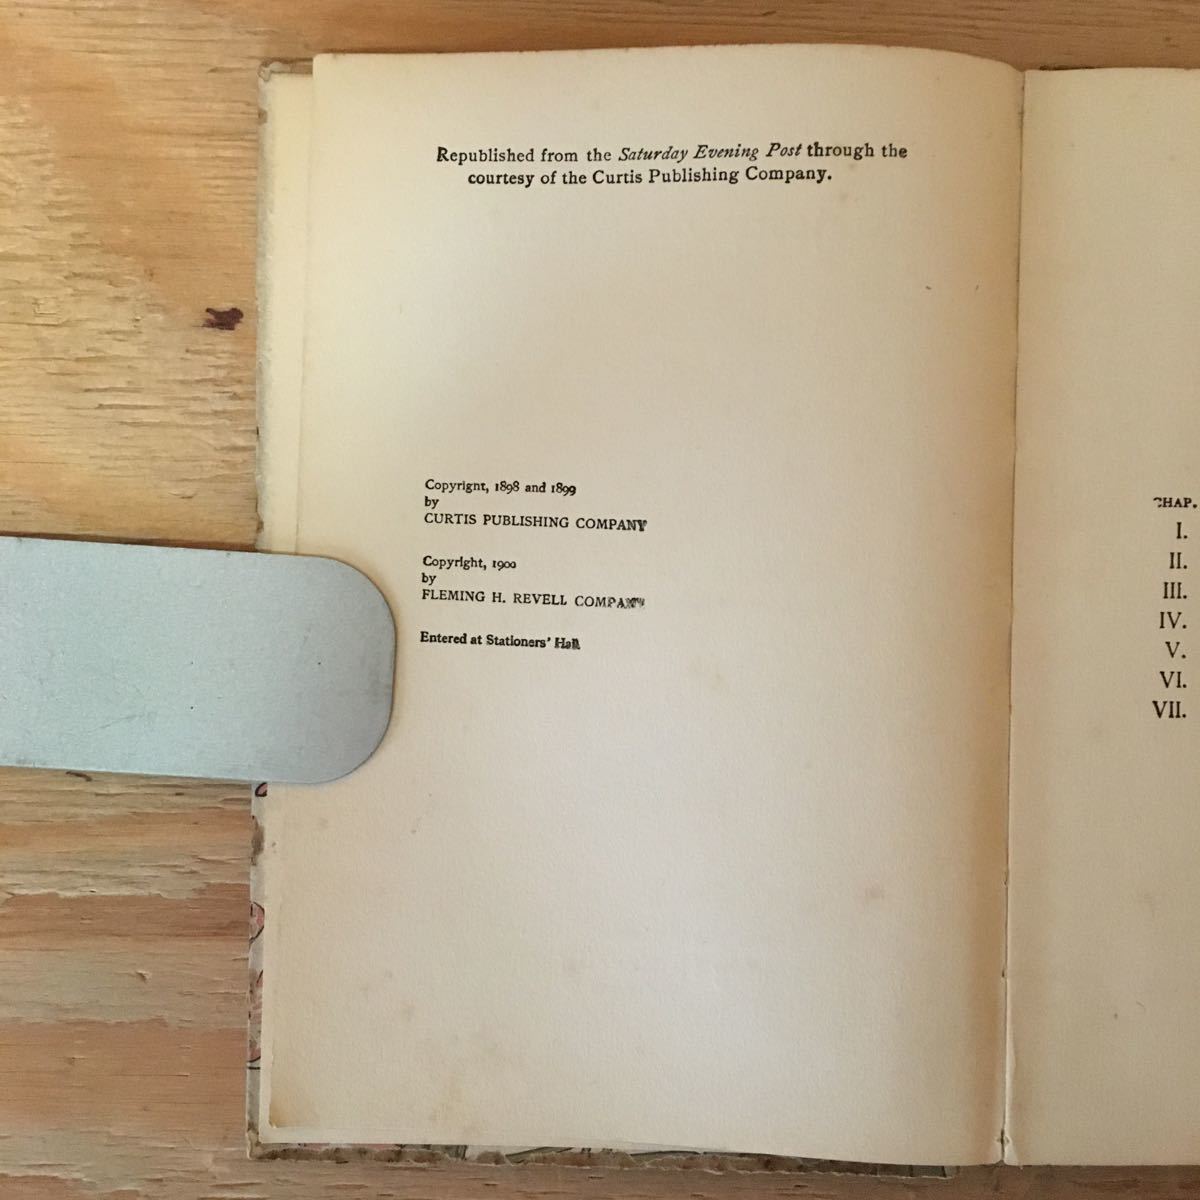 Republished from the Saturday Evening Post through the
courtesy of the Curtis Publishing Company.
Copyrignt, 1898 and 1899
by
CURTIS PUBLISHING COMPANY
Copyright, 1900
by
FLEMING H. REVELL COMPANY
Entered at Stationers' Hall
CHAP.
I.
II.
III.
IV.
V.
VI.
VII.